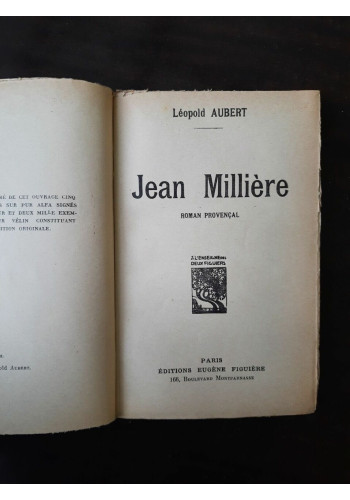 SÉ DE CET OUVRAGE CINQ
SUR PUR ALFA SIGNÉS
ET DEUX MILLE EXEM-
VÉLIN CONSTITUANT
ÉDITION ORIGINALE.
AUBERT.
Léopold AUBERT
Jean Millière
ROMAN PROVENÇAL
A L'ENSEIGNE DES
DEUX FIGUIERS
PARIS
ÉDITIONS EUGÈNE FIGUIÈRE
166, BOULEVARD MONTPARNASSE